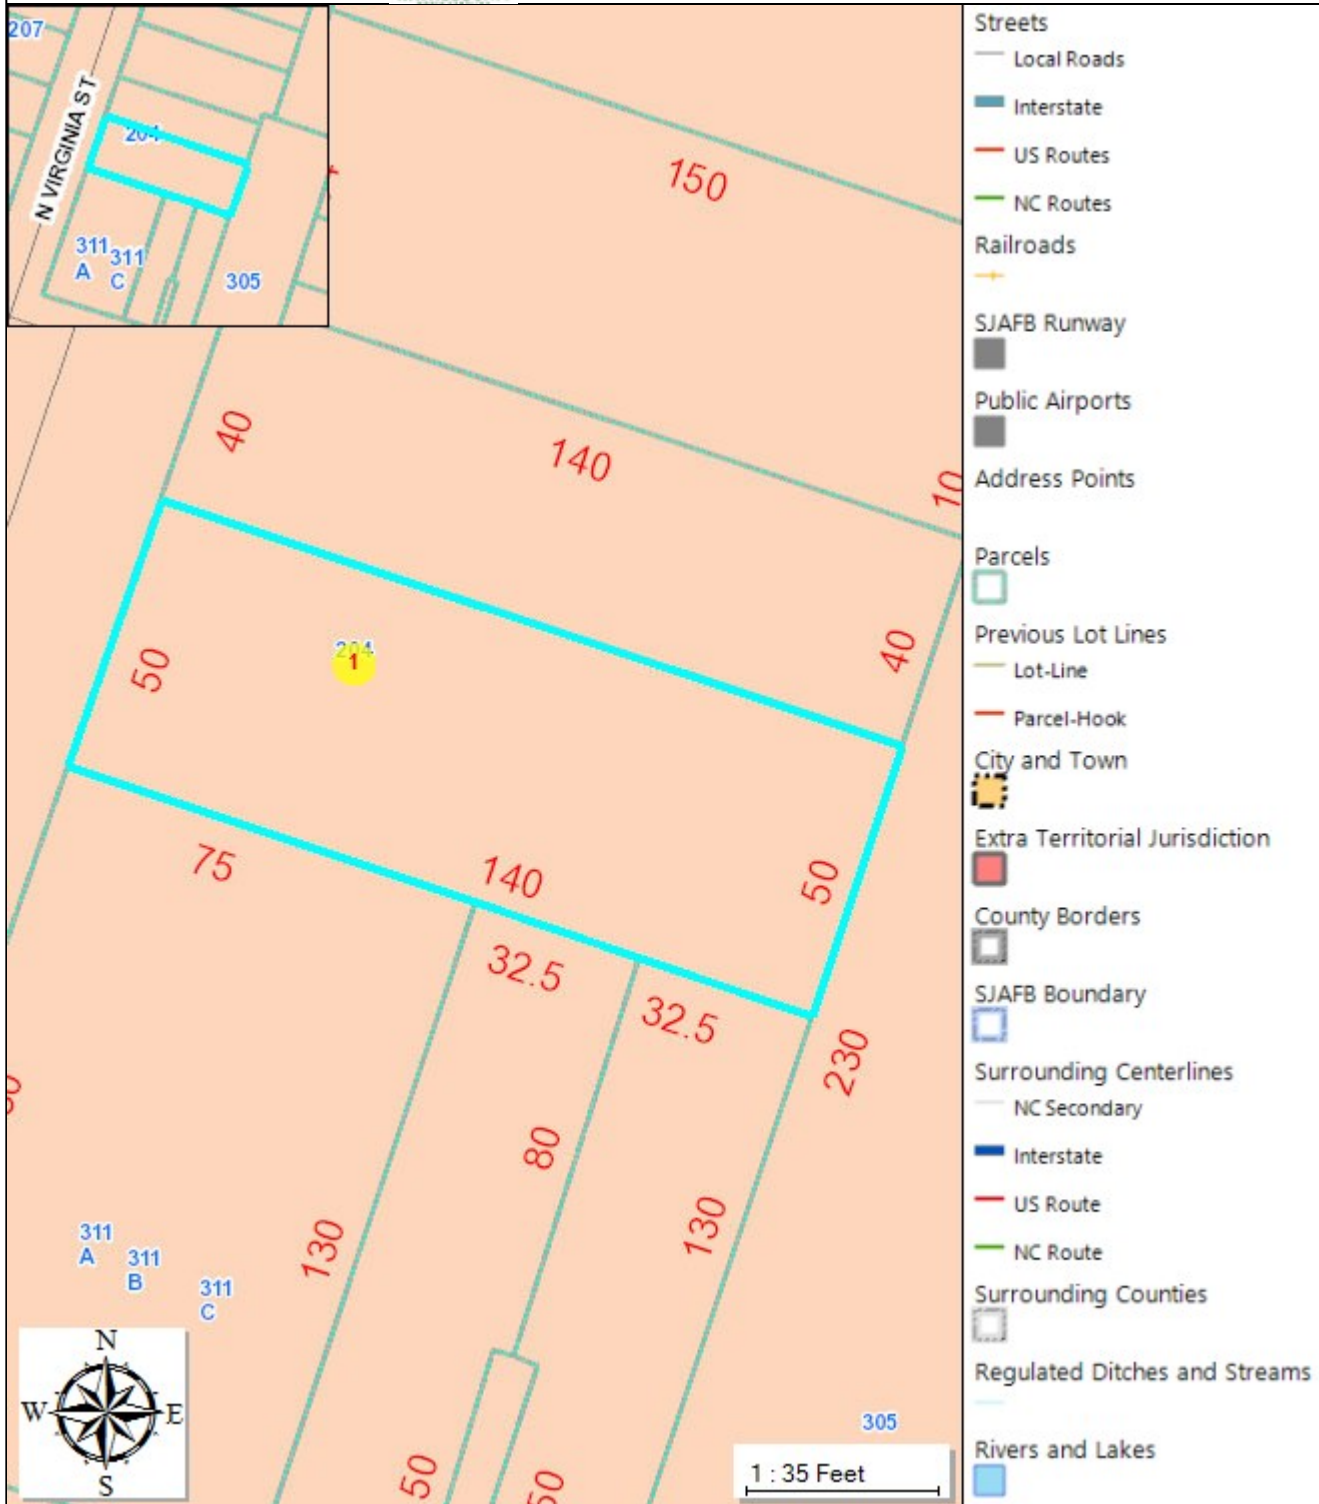 207
N VIRGINIA ST
204
311
A
311
C
305
150
40
140
10
204
1
50
40
75
140
50
32.5
32.5
230
80
130
130
311
A
311
B
311
C
N
W
E
S
50
305
1 : 35 Feet
Streets
Local Roads
Interstate
US Routes
NC Routes
Railroads
SJAFB Runway
Public Airports
Address Points
Parcels
Previous Lot Lines
Lot-Line
Parcel-Hook
City and Town
Extra Territorial Jurisdiction
County Borders
SJAFB Boundary
Surrounding Centerlines
NC Secondary
Interstate
US Route
NC Route
Surrounding Counties
Regulated Ditches and Streams
Rivers and Lakes